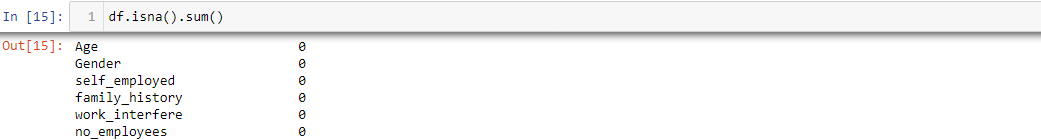 In [15]: 1 df.isna().sum()
Out[15]: Age 0
Gender 0
self_employed 0
family_history 0
work_interfere 0
no_employees 0